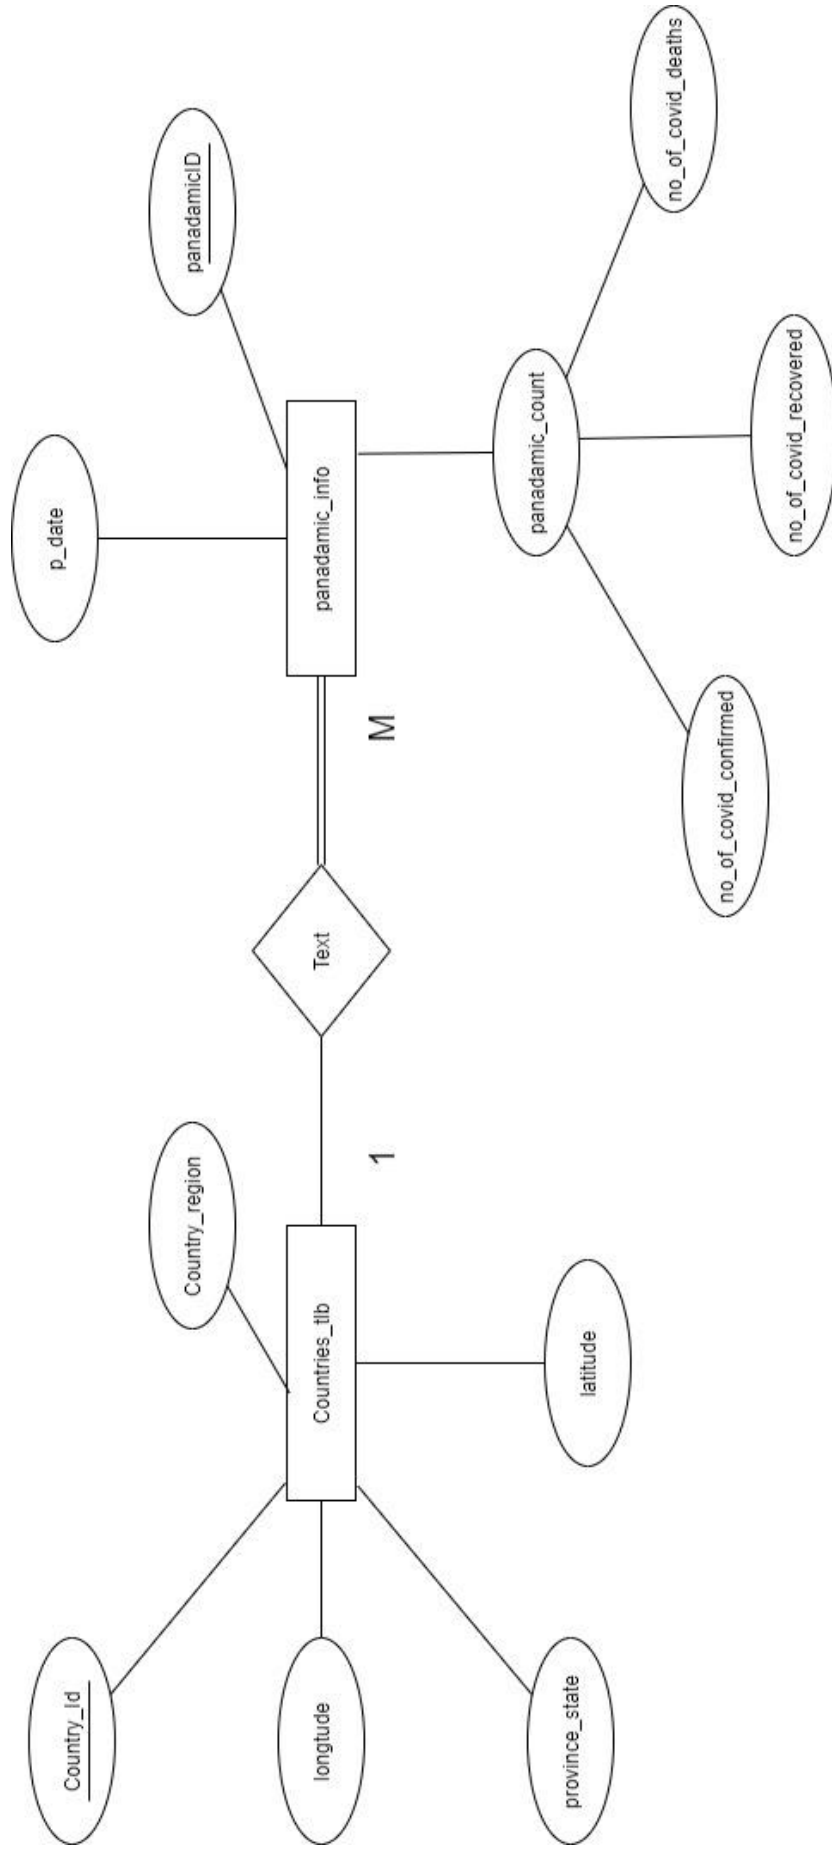 Country_Id
longtude
province_state
Country_region
Countries_tlb
latitude
1
Text
M
p_date
panadamic_info
panadamicID
panadamic_count
no_of_covid_confirmed
no_of_covid_recovered
no_of_covid_deaths